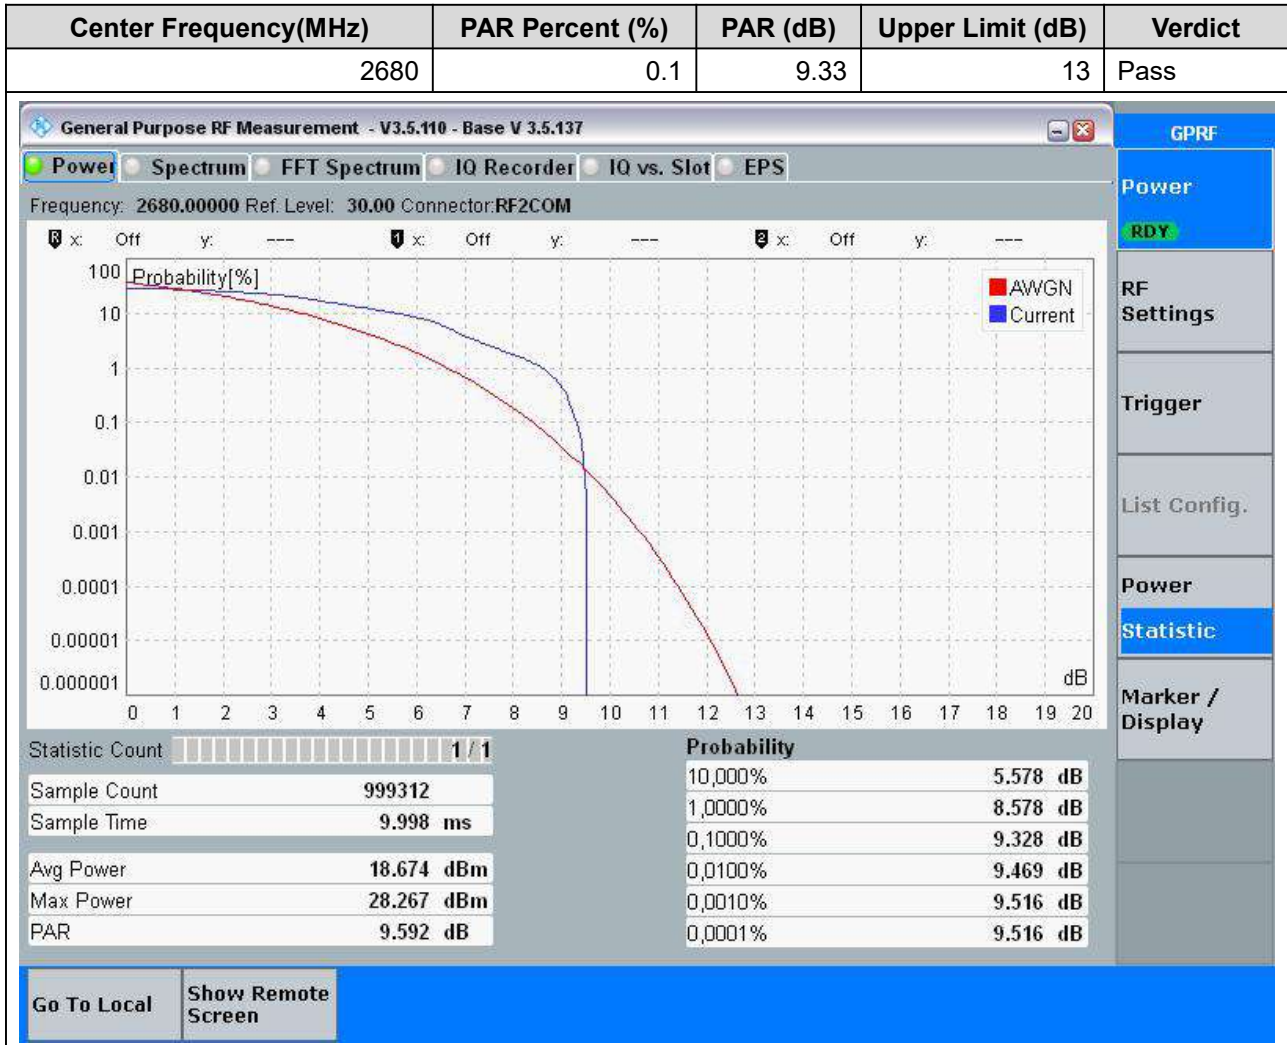 Center Frequency(MHz) PAR Percent (%) PAR (dB) Upper Limit (dB) Verdict
2680 0.1 9.33 13 Pass
General Purpose RF Measurement - V3.5.110 - Base V 3.5.137
GPRF
Power Spectrum FFT Spectrum IQ Recorder IQ vs. Slot EPS
Power
RDY
Frequency: 2680.00000 Ref. Level: 30.00 Connector:RF2COM
R x: Off y: --- 1 x: Off y: --- 2 x: Off y: ---
Probability[%]
AWGN
Current
100
10
1
0.1
0.01
0.001
0.0001
0.00001
0.000001
dB
0 1 2 3 4 5 6 7 8 9 10 11 12 13 14 15 16 17 18 19 20
RF
Settings
Trigger
List Config.
Power
Statistic
Marker /
Display
Statistic Count 1 / 1
Sample Count 999312
Sample Time 9.998 ms
Avg Power 18.674 dBm
Max Power 28.267 dBm
PAR 9.592 dB
Probability
10,000% 5.578 dB
1,0000% 8.578 dB
0,1000% 9.328 dB
0,0100% 9.469 dB
0,0010% 9.516 dB
0,0001% 9.516 dB
Go To Local
Show Remote
Screen